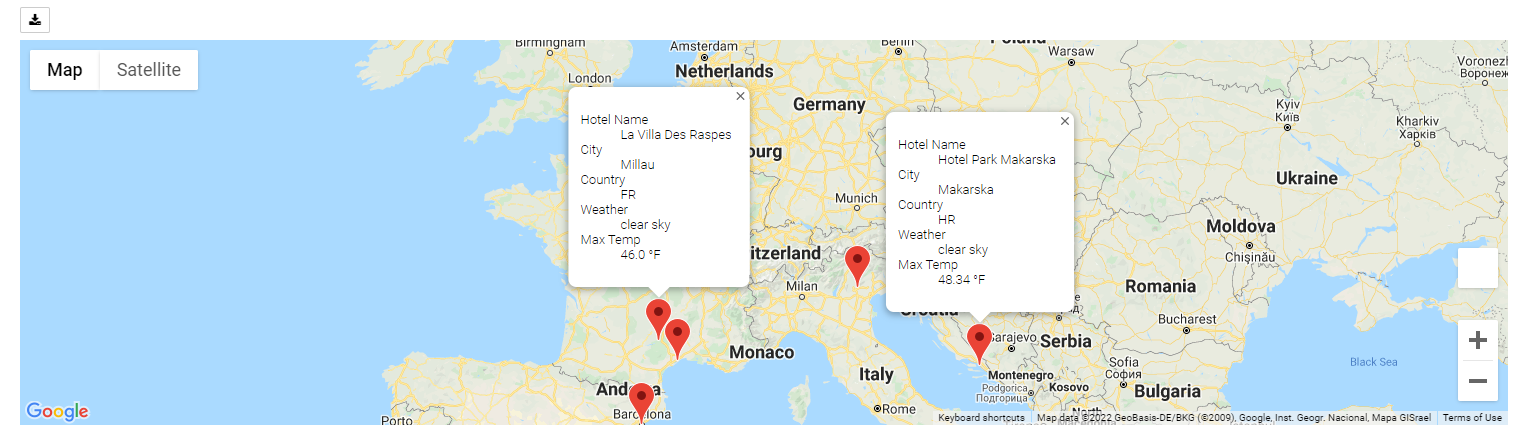 Map
Satellite
Birmingham
London
Amsterdam
Netherlands
Berlin
Poland
Warsaw
Voronezh
Воронеж
Germany
Kyiv
Київ
Kharkiv
Харків
Hotel Name
La Villa Des Raspes
City
Millau
Country
FR
Weather
clear sky
Max Temp
46.0 °F
Hotel Name
Hotel Park Makarska
City
Makarska
Country
HR
Weather
clear sky
Max Temp
48.34 °F
bourg
Munich
Ukraine
Moldova
Chișinău
itzerland
Milan
Croatia
Romania
Bucharest
Monaco
Sarajevo
Serbia
Andorra
Italy
Montenegro
Podgorica
Подгорица
Kosovo
Sofia
София
Bulgaria
Black Sea
Porto
Barcelona
Rome
North
Google
Keyboard shortcuts
Map data ©2022 GeoBasis-DE/BKG (©2009), Google, Inst. Geogr. Nacional, Mapa GISrael
Terms of Use